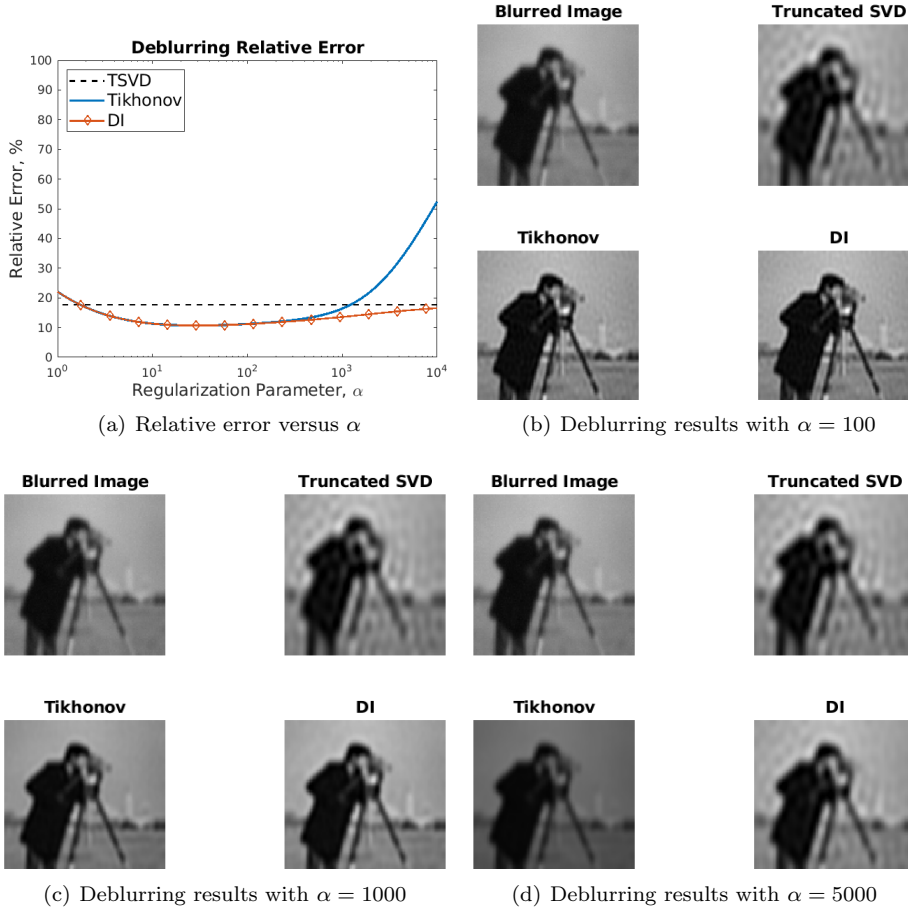 Deblurring Relative Error
TSVD
Tikhonov
DI
100
90
80
70
60
50
40
30
20
10
0
Relative Error, %
10^0 10^1 10^2 10^3 10^4
Regularization Parameter, α
(a) Relative error versus α
Blurred Image Truncated SVD
Tikhonov DI
(b) Deblurring results with α = 100
Blurred Image Truncated SVD
Tikhonov DI
(c) Deblurring results with α = 1000
Blurred Image Truncated SVD
Tikhonov DI
(d) Deblurring results with α = 5000